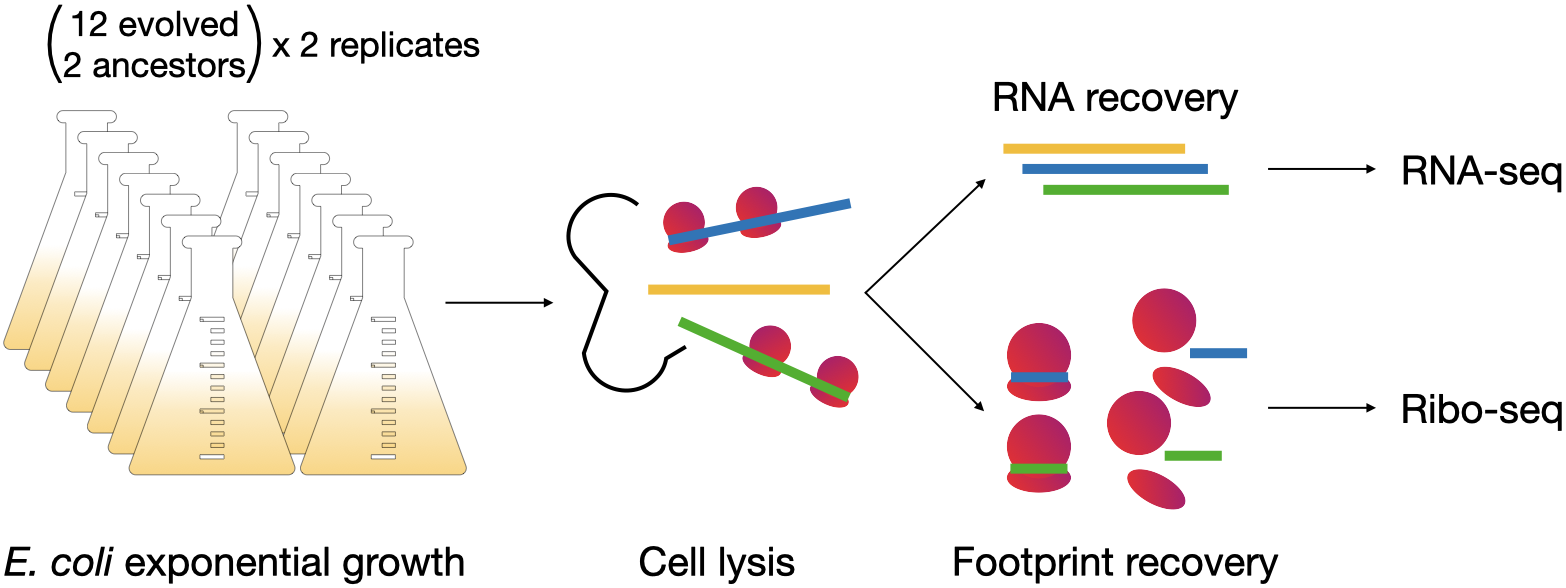 12 evolved
2 ancestors
x 2 replicates
RNA recovery
RNA-seq
Ribo-seq
E. coli exponential growth
Cell lysis
Footprint recovery